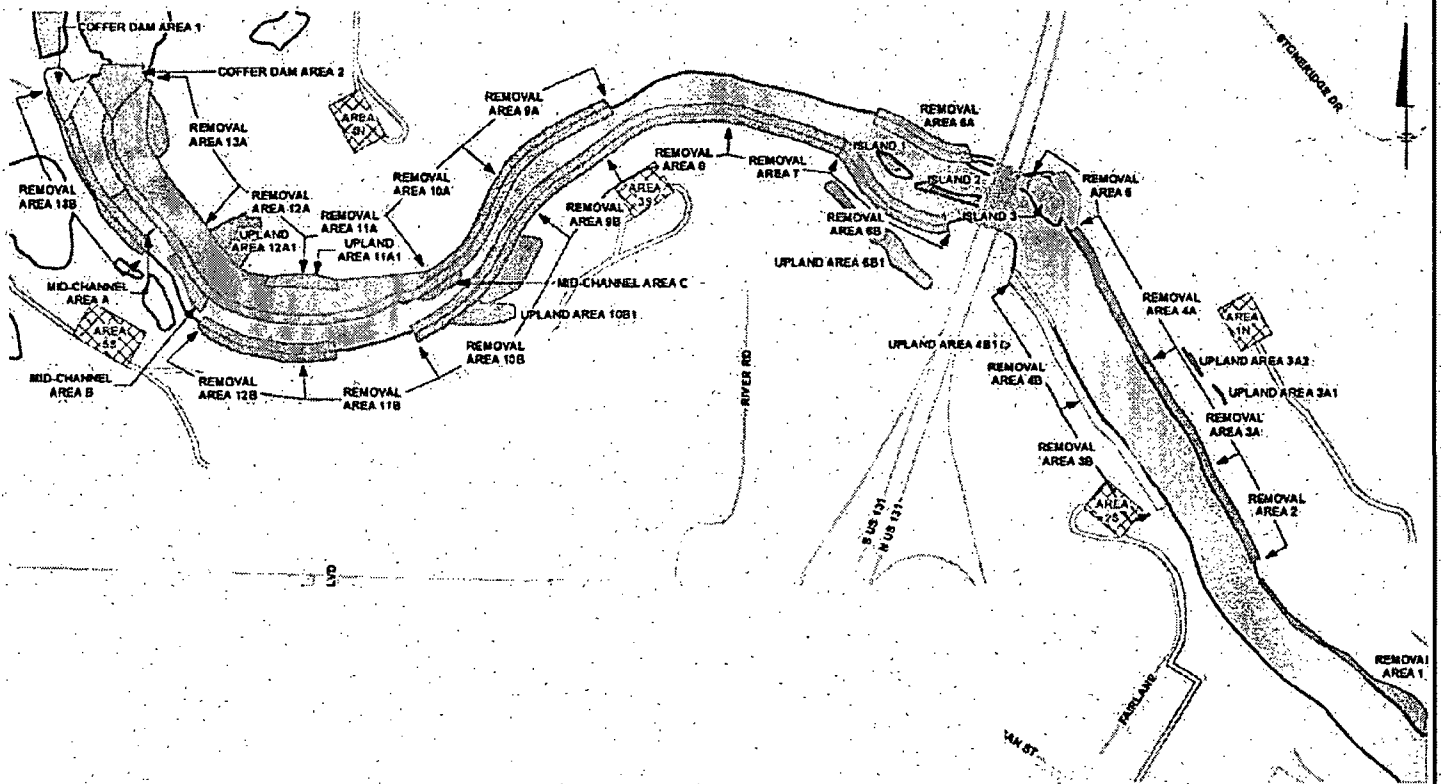 COFFER DAM AREA 1
COFFER DAM AREA 2
REMOVAL
AREA 13A
REMOVAL
AREA 13B
REMOVAL
AREA 12A
UPLAND
AREA 12A1
REMOVAL
AREA 11A
UPLAND
AREA 11A1
REMOVAL
AREA 10A
REMOVAL
AREA 9A
MID-CHANNEL
AREA A
AREA
5S
MID-CHANNEL
AREA B
REMOVAL
AREA 12B
REMOVAL
AREA 11B
REMOVAL
AREA 10B
UPLAND AREA 10B1
MID-CHANNEL AREA C
REMOVAL
AREA 9B
AREA
3S
REMOVAL
AREA 8
REMOVAL
AREA 7
REMOVAL
AREA 6A
ISLAND 1
ISLAND 2
ISLAND 3
REMOVAL
AREA 6B
UPLAND AREA 6B1
REMOVAL
AREA 5
STONBRIDGE DR
REMOVAL
AREA 4A
AREA
1N
UPLAND AREA 3A2
UPLAND AREA 3A1
REMOVAL
AREA 3A
UPLAND AREA 4B1
REMOVAL
AREA 4B
REMOVAL
AREA 3B
AREA
2S
REMOVAL
AREA 2
REMOVAL
AREA 1
RIVER RD
S US 131
N US 131
LVD
FAIRLANE